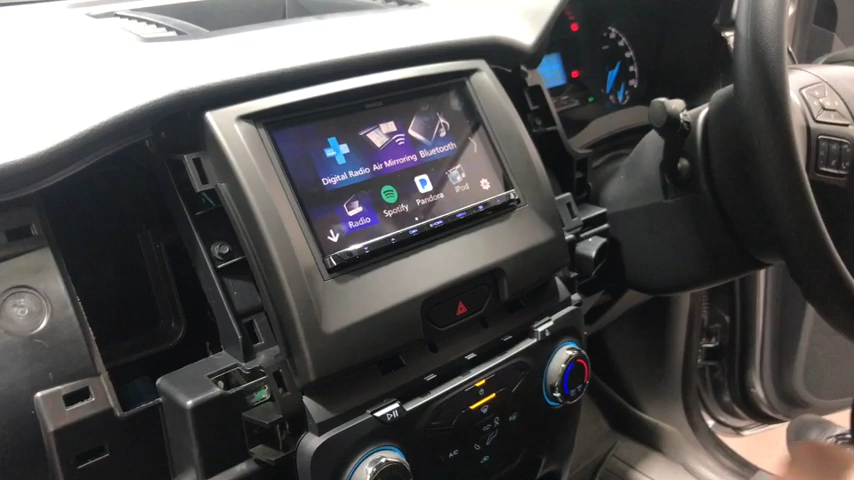 Digital Radio
Air Mirroring
Bluetooth
Radio
Spotify
Pandora
iPod
A/C